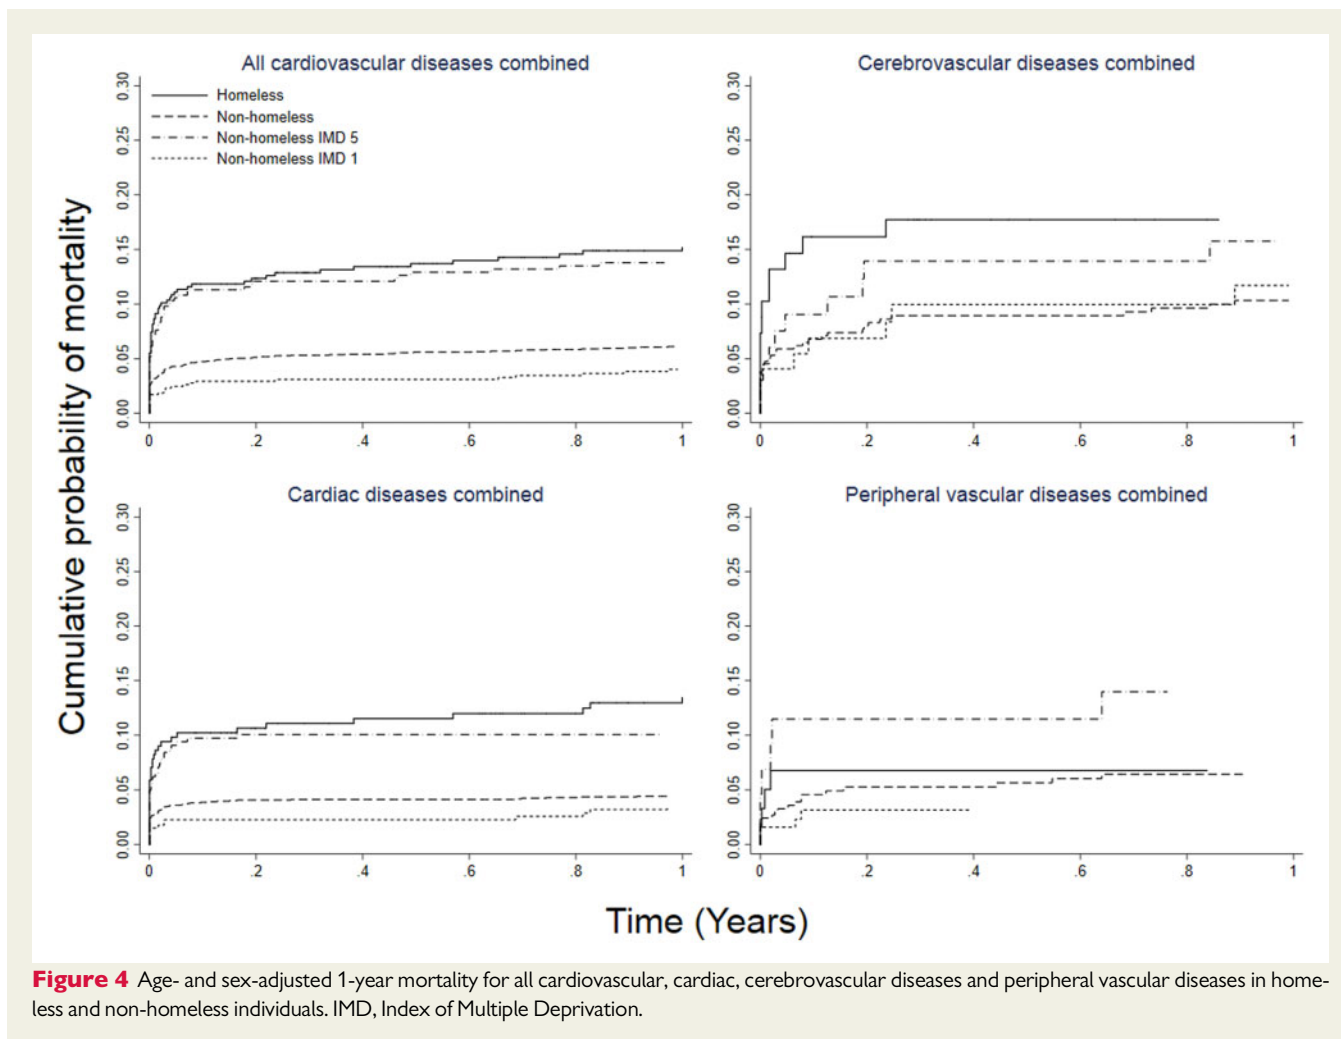 All cardiovascular diseases combined
0.30
0.25
0.20
0.15
0.10
0.05
0.00
Homeless
Non-homeless
Non-homeless IMD 5
Non-homeless IMD 1
0 .2 .4 .6 .8 1
Cerebrovascular diseases combined
0.30
0.25
0.20
0.15
0.10
0.05
0.00
0 .2 .4 .6 .8 1
Cumulative probability of mortality
Cardiac diseases combined
0.30
0.25
0.20
0.15
0.10
0.05
0.00
0 .2 .4 .6 .8 1
Peripheral vascular diseases combined
0.30
0.25
0.20
0.15
0.10
0.05
0.00
0 .2 .4 .6 .8 1
Time (Years)
Figure 4 Age- and sex-adjusted 1-year mortality for all cardiovascular, cardiac, cerebrovascular diseases and peripheral vascular diseases in home-
less and non-homeless individuals. IMD, Index of Multiple Deprivation.